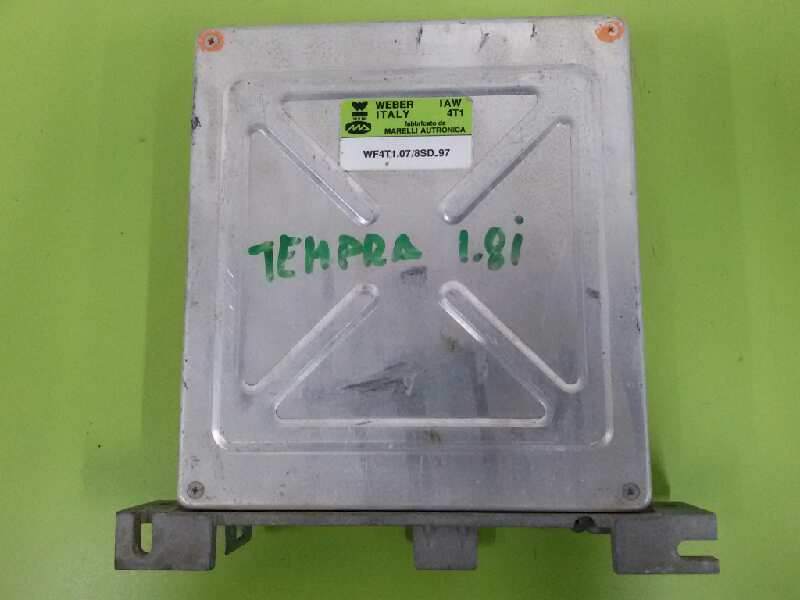 WEBER IAW
ITALY 4T1
fabbricato da
MARELLI AUTRONICA
WF4T1.07/8SD.97
TEMPRA 1.8i